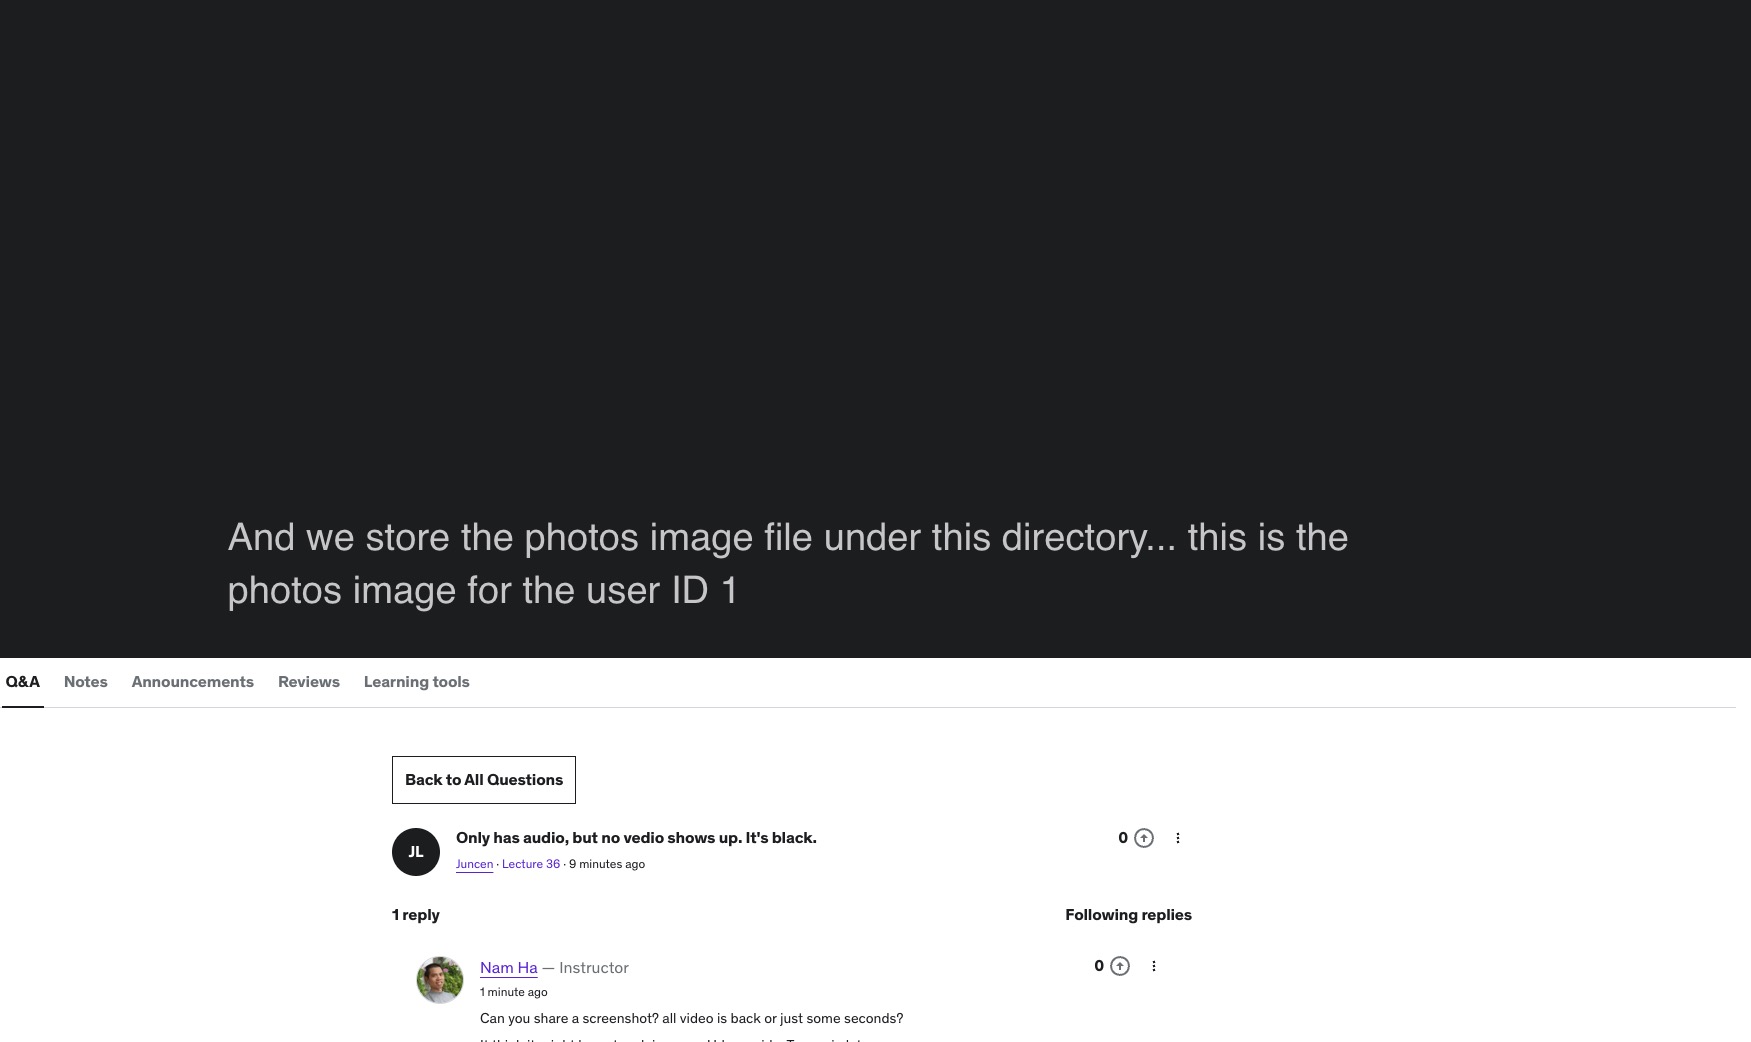 And we store the photos image file under this directory... this is the
photos image for the user ID 1
Q&A Notes Announcements Reviews Learning tools
Back to All Questions
JL
Only has audio, but no vedio shows up. It's black.
0
Juncen · Lecture 36 · 9 minutes ago
1 reply
Following replies
Nam Ha — Instructor
0
1 minute ago
Can you share a screenshot? all video is back or just some seconds?